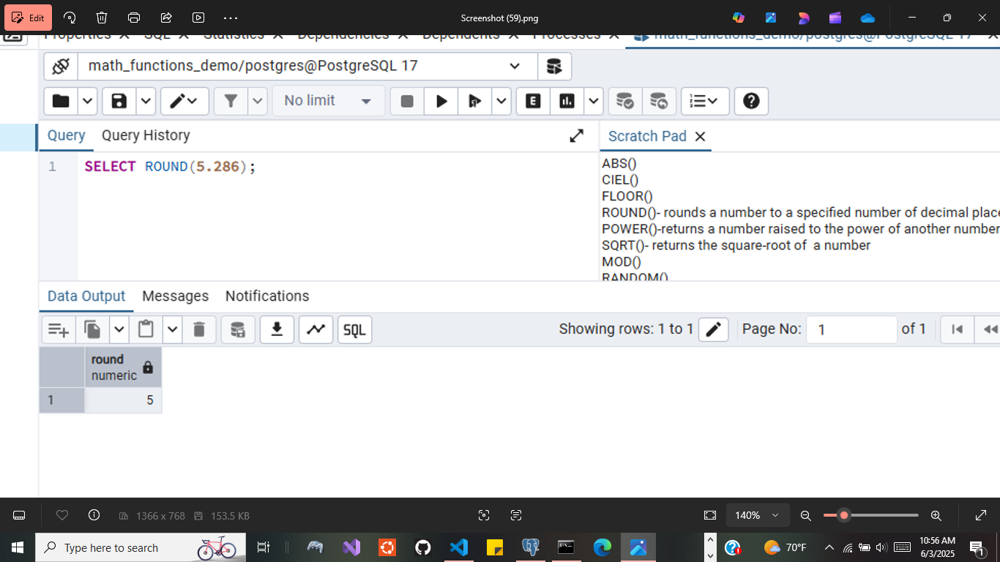 Edit
Screenshot (59).png
Properties SQL Statistics Dependencies Dependents Processes math_functions_demo/postgres@PostgreSQL 17
math_functions_demo/postgres@PostgreSQL 17
No limit
E
Query Query History
Scratch Pad
1 SELECT ROUND(5.286);
ABS()
CIEL()
FLOOR()
ROUND()- rounds a number to a specified number of decimal place
POWER()-returns a number raised to the power of another number
SQRT()- returns the square-root of a number
MOD()
RANDOM()
Data Output Messages Notifications
SQL
Showing rows: 1 to 1 Page No: 1 of 1
round
numeric
1 5
1366 x 768 153.5 KB
140%
Type here to search
70°F
10:56 AM
6/3/2025
1